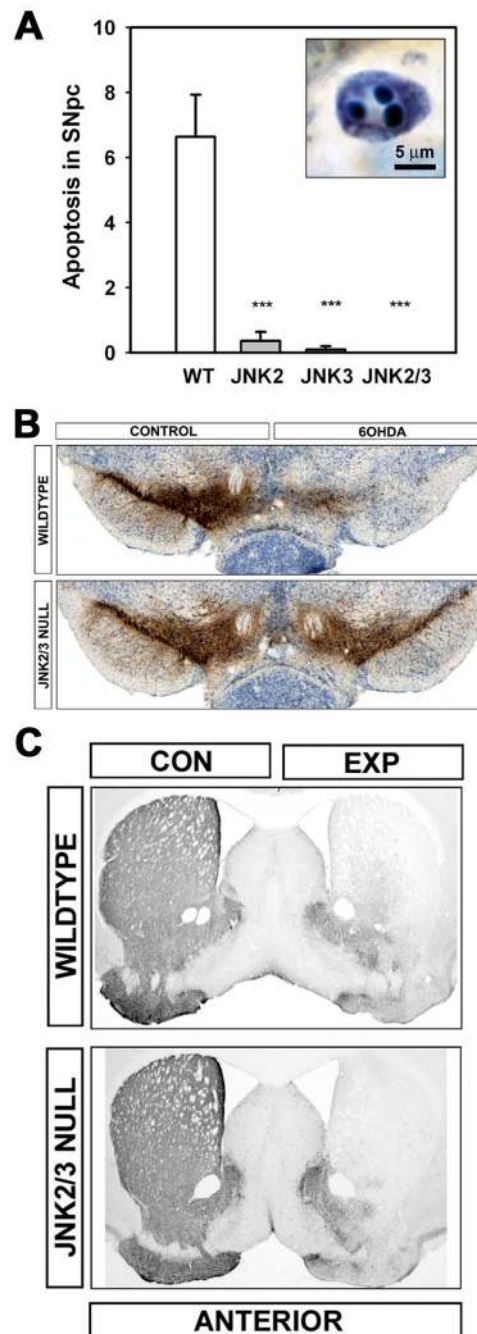 A
Apoptosis in SNpc
8
6
4
2
0
5 µm
***
***
***
WT
JNK2
JNK3
JNK2/3
B
CONTROL
6OHDA
WILDTYPE
JNK2/3 NULL
C
CON
EXP
WILDTYPE
JNK2/3 NULL
ANTERIOR